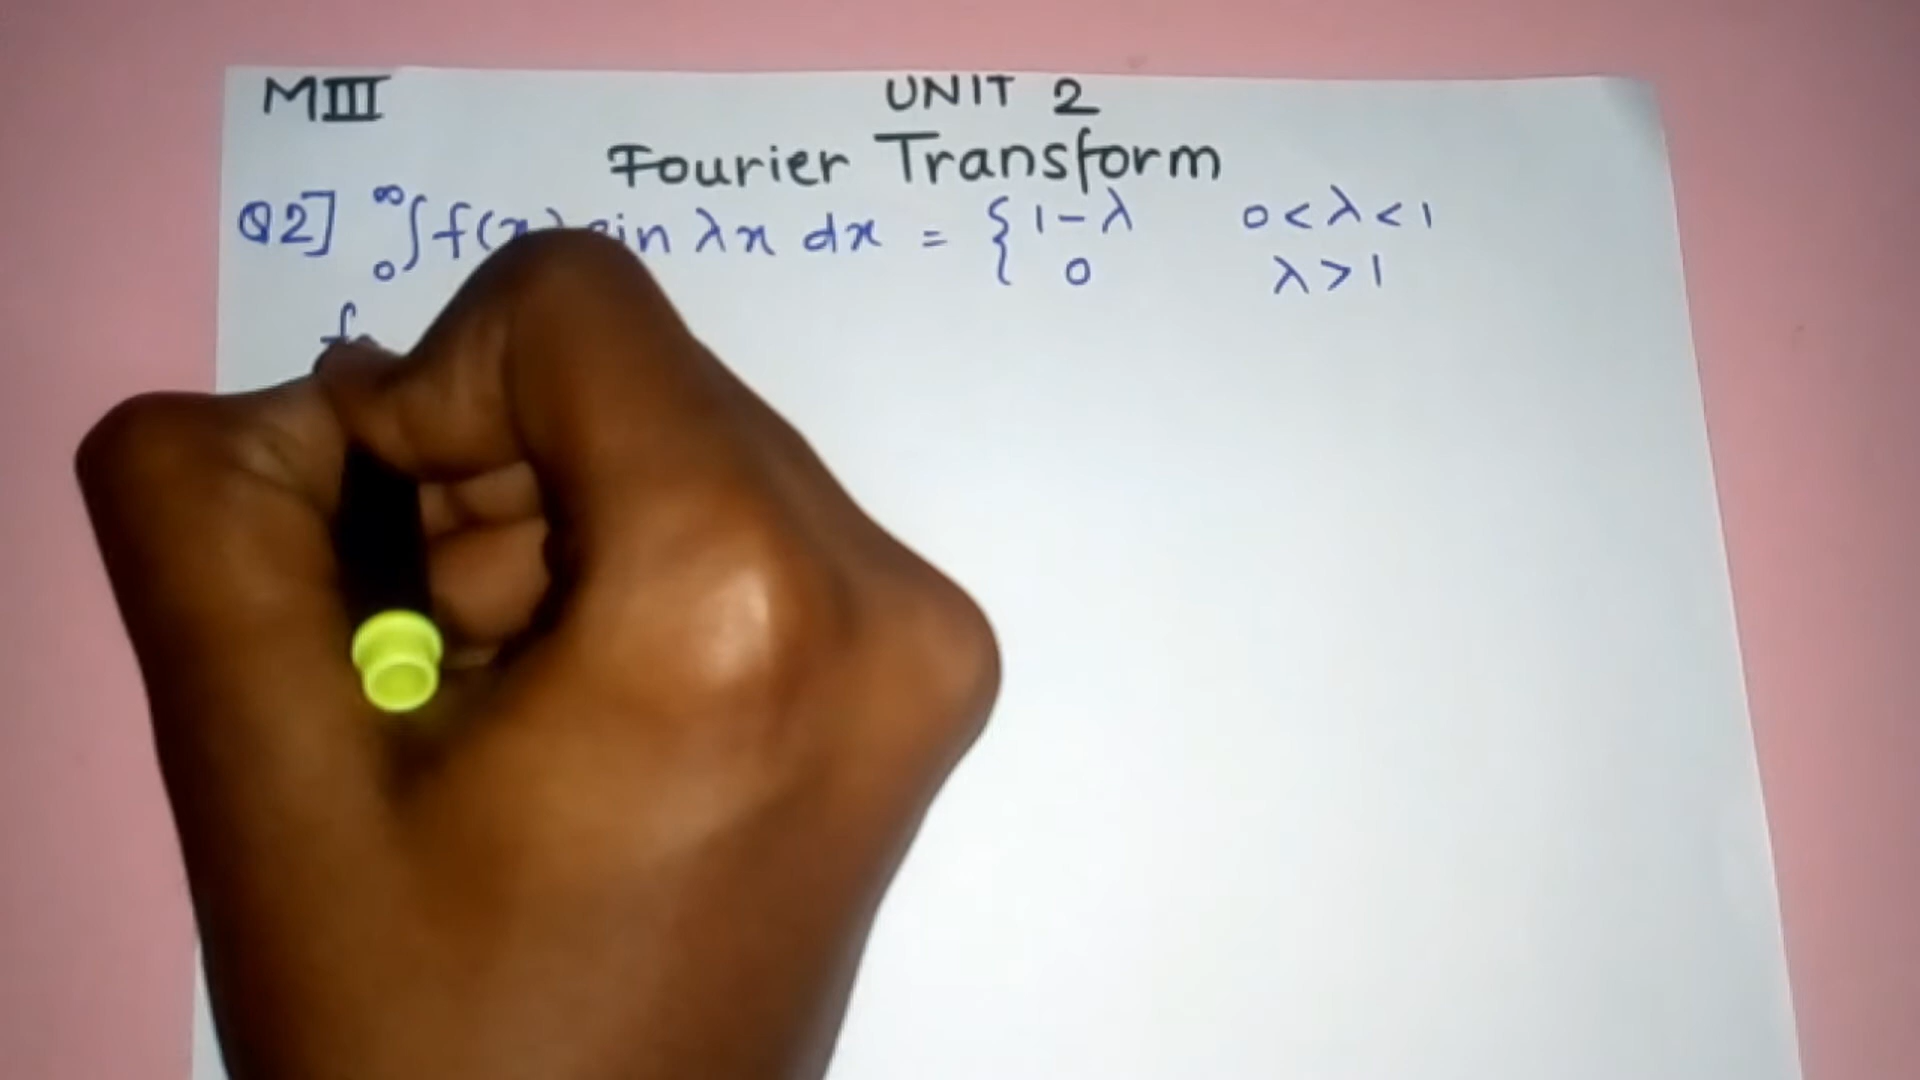 MIII UNIT 2
Fourier Transform
Q2] ∞∫0 f(x) sin λx dx = { 1-λ 0<λ<1
0 λ>1